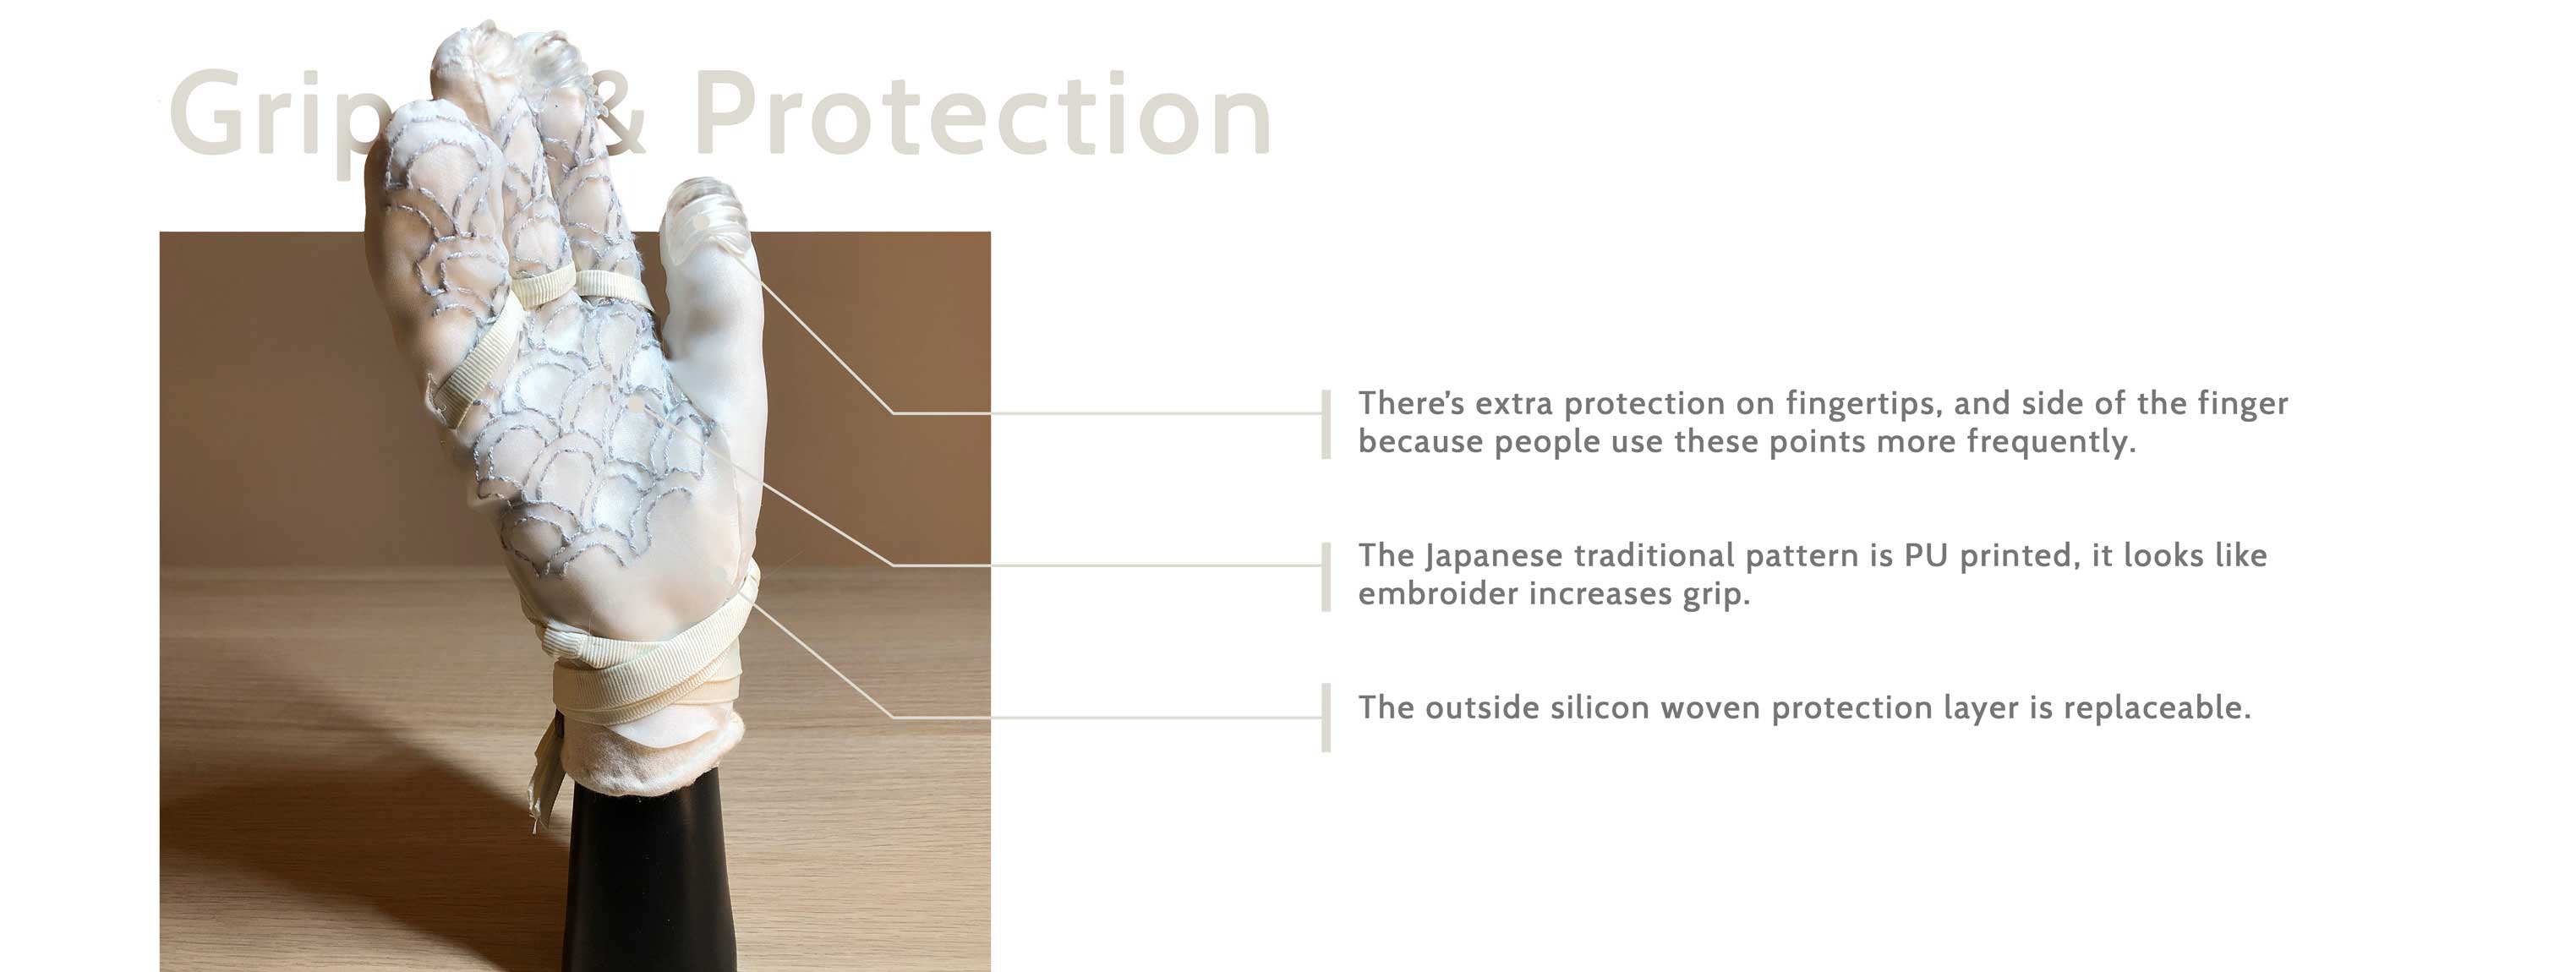 Grip & Protection
There’s extra protection on fingertips, and side of the finger
because people use these points more frequently.
The Japanese traditional pattern is PU printed, it looks like
embroider increases grip.
The outside silicon woven protection layer is replaceable.